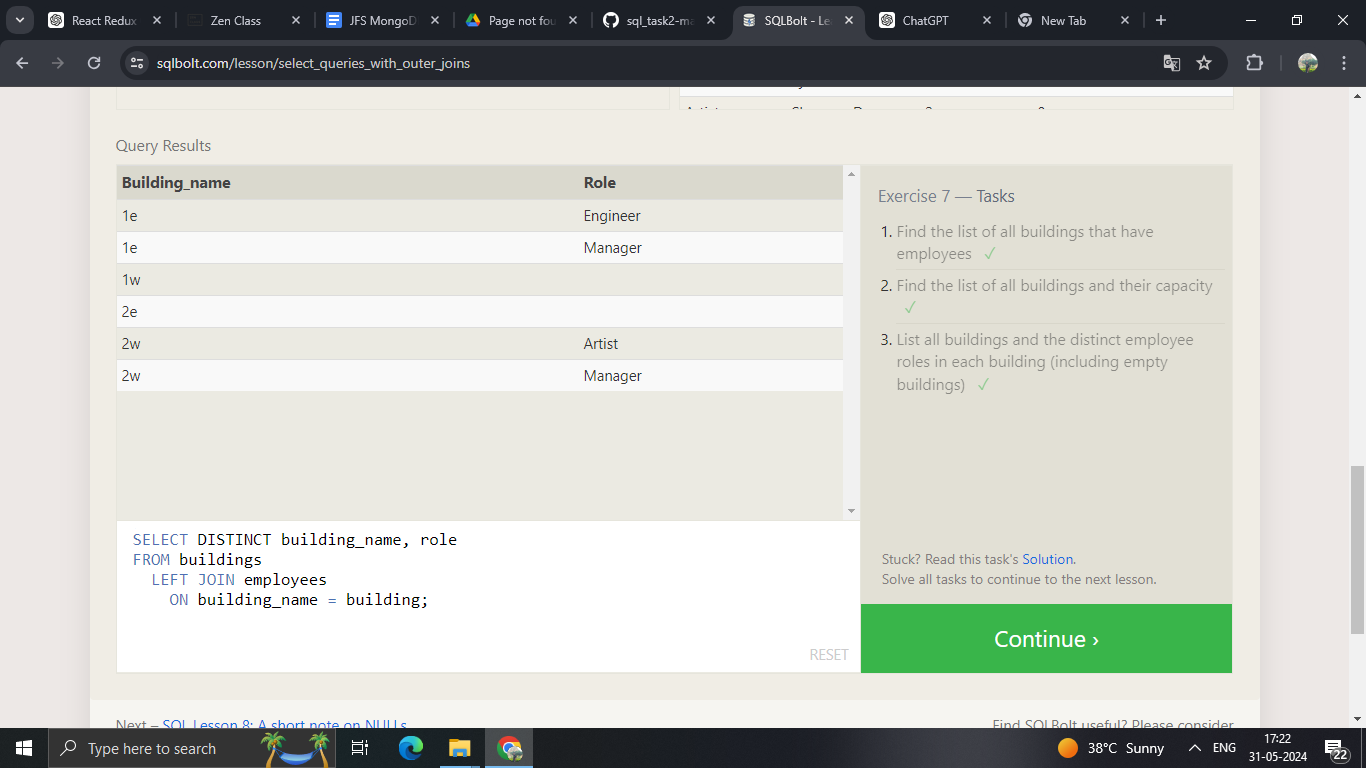 React Redux
Zen Class
JFS MongoD
Page not fou
sql_task2-ma
SQLBolt - Le
ChatGPT
New Tab
sqlbolt.com/lesson/select_queries_with_outer_joins
Query Results
Building_name Role
1e Engineer
1e Manager
1w
2e
2w Artist
2w Manager
SELECT DISTINCT building_name, role
FROM buildings
LEFT JOIN employees
ON building_name = building;
RESET
Exercise 7 — Tasks
1. Find the list of all buildings that have
employees ✓
2. Find the list of all buildings and their capacity
✓
3. List all buildings and the distinct employee
roles in each building (including empty
buildings) ✓
Stuck? Read this task's Solution.
Solve all tasks to continue to the next lesson.
Continue ›
Next – SQL Lesson 8: A short note on NULLs
Find SQLBolt useful? Please consider
Type here to search
38°C Sunny
ENG
17:22
31-05-2024
22